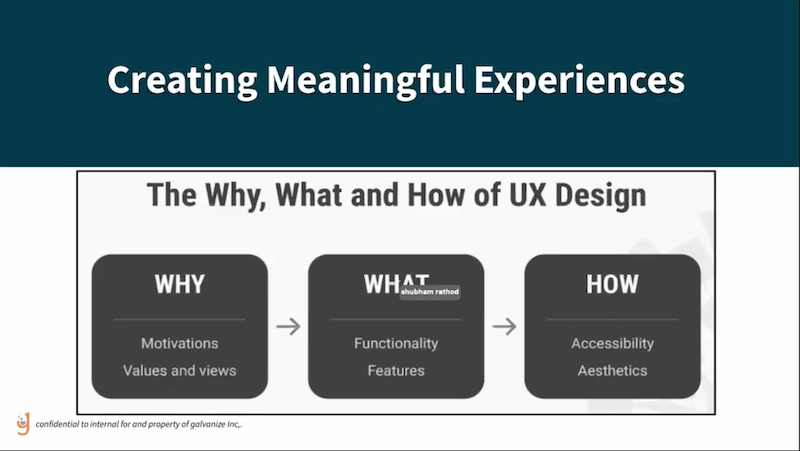 Creating Meaningful Experiences
The Why, What and How of UX Design
WHY
Motivations
Values and views
WHAT
shubham rathod
Functionality
Features
HOW
Accessibility
Aesthetics
g confidential to internal for and property of galvanize Inc,.